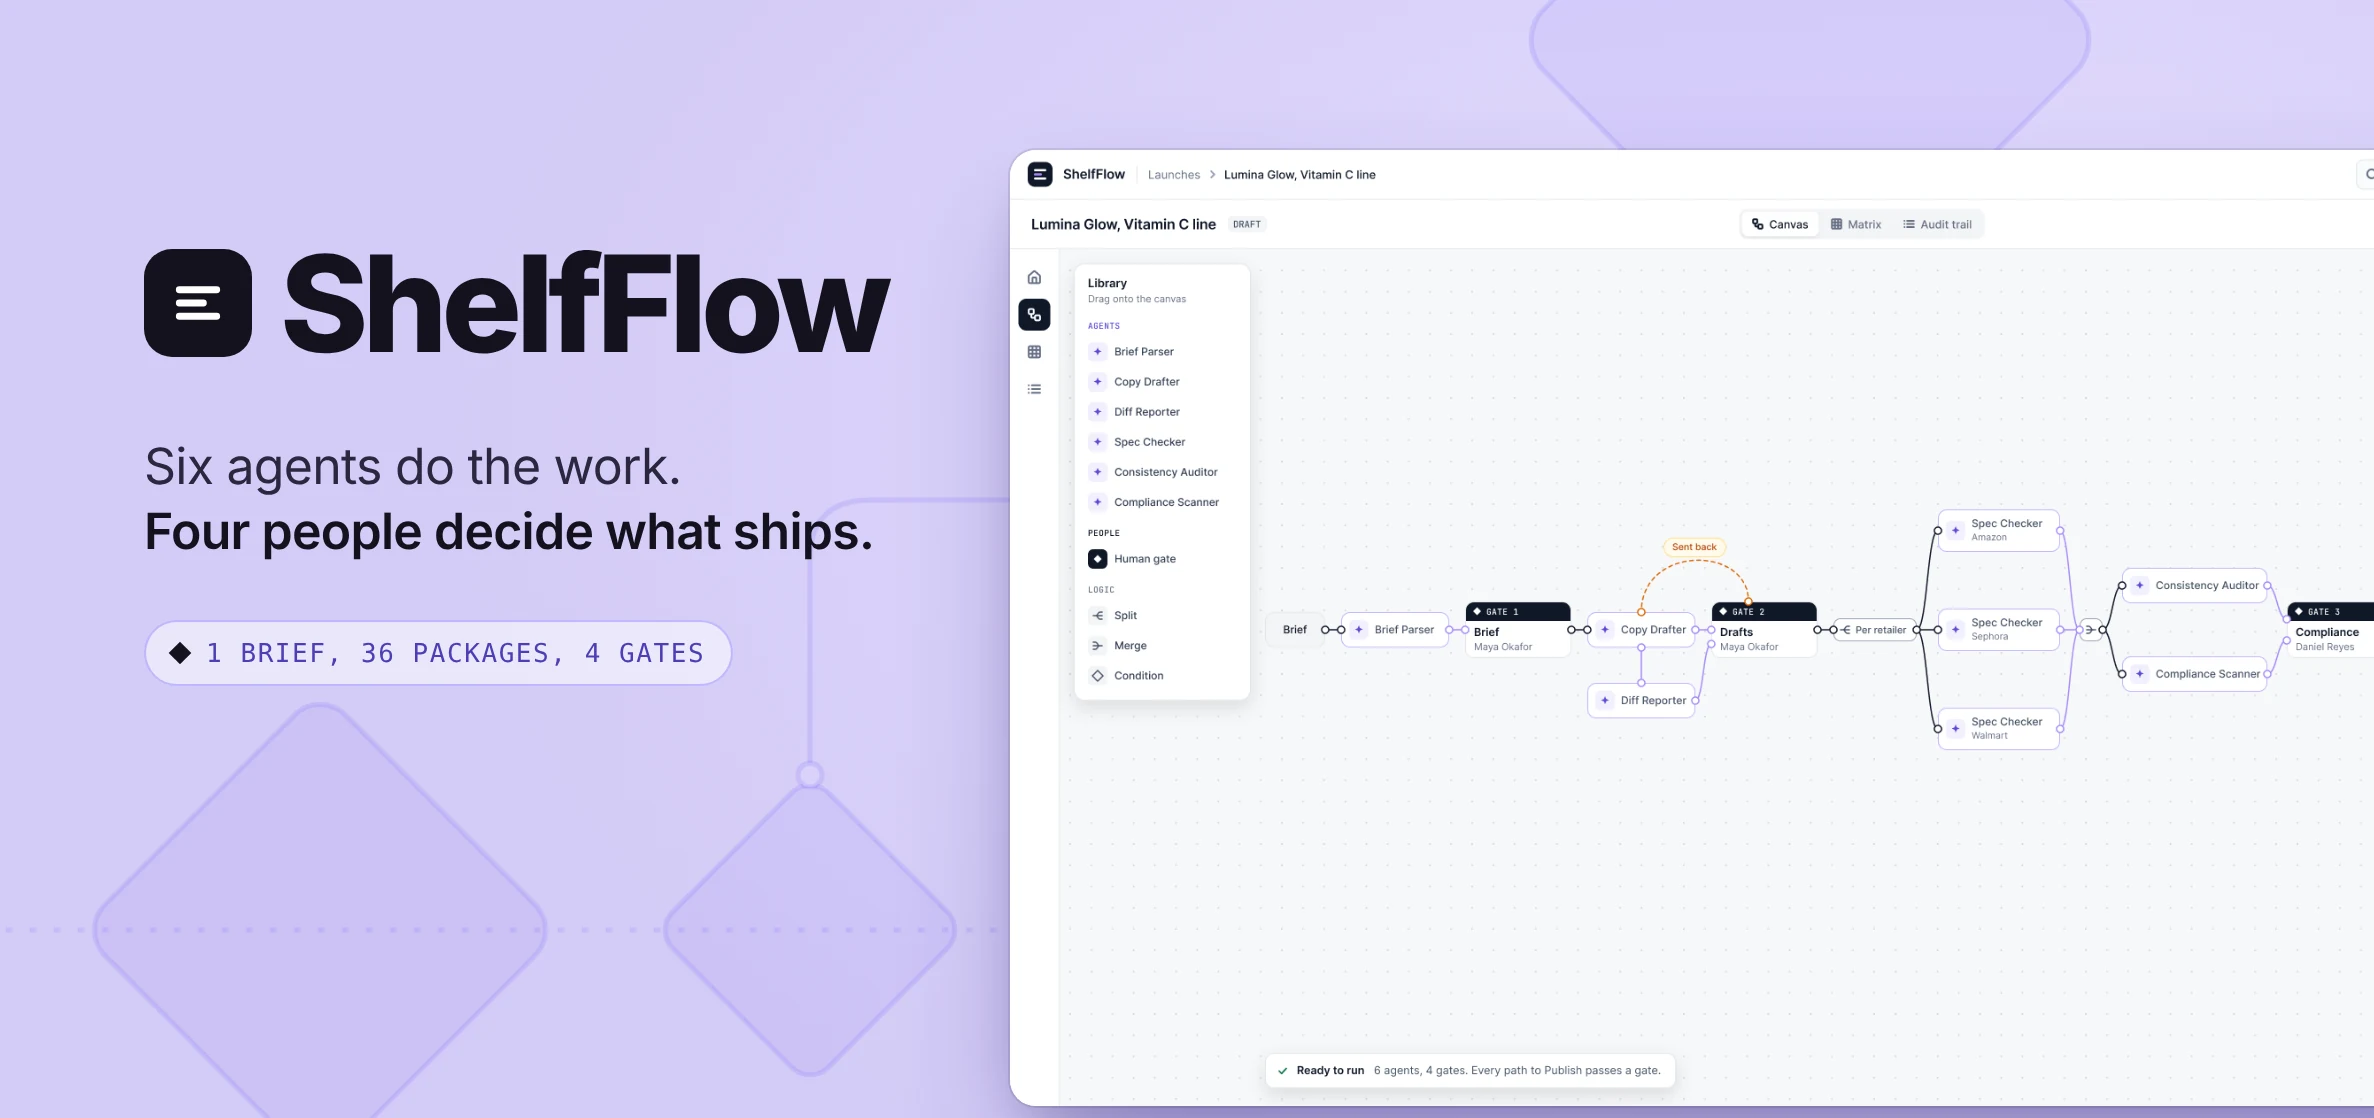 ShelfFlow
Six agents do the work.
Four people decide what ships.
1 BRIEF, 36 PACKAGES, 4 GATES
ShelfFlow
Launches
Lumina Glow, Vitamin C line
Lumina Glow, Vitamin C line
DRAFT
Canvas
Matrix
Audit trail
Library
Drag onto the canvas
AGENTS
Brief Parser
Copy Drafter
Diff Reporter
Spec Checker
Consistency Auditor
Compliance Scanner
PEOPLE
Human gate
LOGIC
Split
Merge
Condition
Brief
Brief Parser
GATE 1
Brief
Maya Okafor
Sent back
Copy Drafter
Diff Reporter
GATE 2
Drafts
Maya Okafor
Per retailer
Spec Checker
Amazon
Spec Checker
Sephora
Spec Checker
Walmart
Consistency Auditor
Compliance Scanner
GATE 3
Compliance
Daniel Reyes
Ready to run
6 agents, 4 gates. Every path to Publish passes a gate.